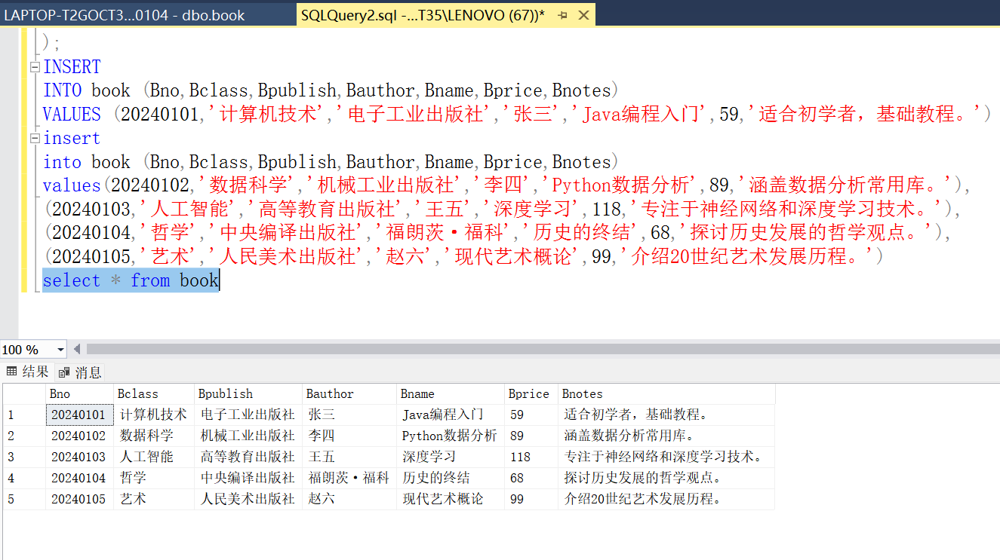 LAPTOP-T2GOCT3...0104 - dbo.book
SQLQuery2.sql -...T35\LENOVO (67))*
);
INSERT
INTO book (Bno,Bclass,Bpublish,Bauthor,Bname,Bprice,Bnotes)
VALUES (20240101,'计算机技术','电子工业出版社','张三','Java编程入门',59,'适合初学者，基础教程。')
insert
into book (Bno,Bclass,Bpublish,Bauthor,Bname,Bprice,Bnotes)
values(20240102,'数据科学','机械工业出版社','李四','Python数据分析',89,'涵盖数据分析常用库。'),
(20240103,'人工智能','高等教育出版社','王五','深度学习',118,'专注于神经网络和深度学习技术。'),
(20240104,'哲学','中央编译出版社','福朗茨·福科','历史的终结',68,'探讨历史发展的哲学观点。'),
(20240105,'艺术','人民美术出版社','赵六','现代艺术概论',99,'介绍20世纪艺术发展历程。')
select * from book
100 %
结果 消息
Bno Bclass Bpublish Bauthor Bname Bprice Bnotes
1 20240101 计算机技术 电子工业出版社 张三 Java编程入门 59 适合初学者，基础教程。
2 20240102 数据科学 机械工业出版社 李四 Python数据分析 89 涵盖数据分析常用库。
3 20240103 人工智能 高等教育出版社 王五 深度学习 118 专注于神经网络和深度学习技术。
4 20240104 哲学 中央编译出版社 福朗茨·福科 历史的终结 68 探讨历史发展的哲学观点。
5 20240105 艺术 人民美术出版社 赵六 现代艺术概论 99 介绍20世纪艺术发展历程。